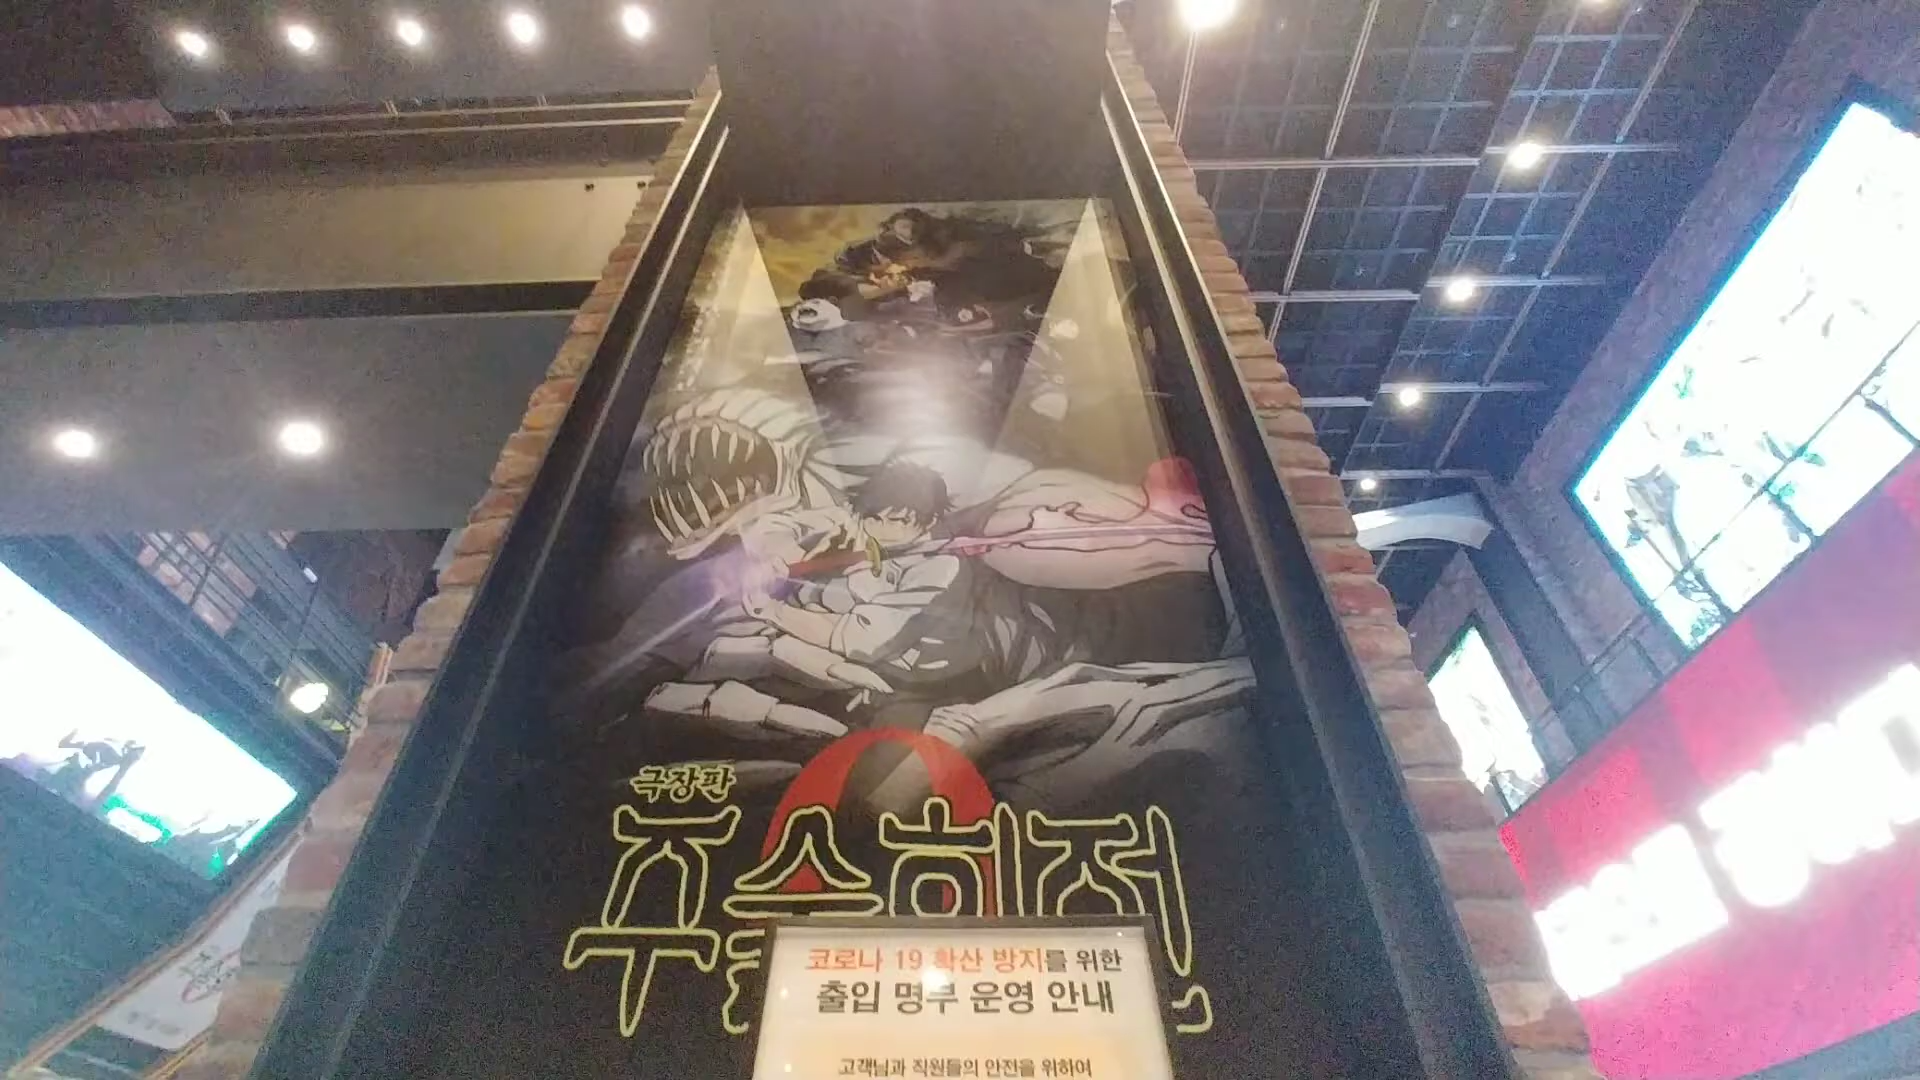 극장판
주술회전
0
코로나 19 확산 방지를 위한
출입 명부 운영 안내
고객님과 직원들의 안전을 위하여